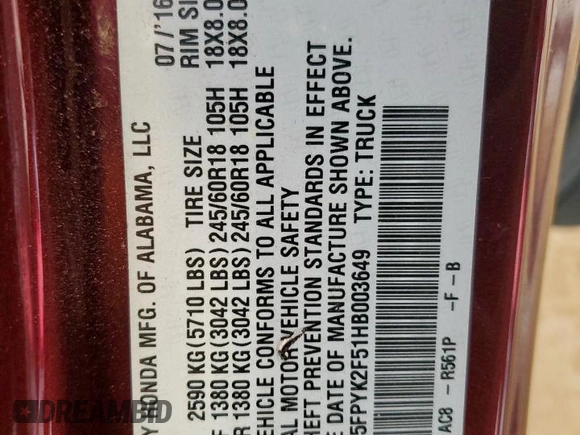 Y HONDA MFG. OF ALABAMA, LLC 07/'16
2590 KG(5710 LBS) TIRE SIZE RIM SI
F 1380 KG(3042 LBS)245/60R18 105H 18X8.0
R 1380 KG(3042 LBS)245/60R18 105H 18X8.0
EHICLE CONFORMS TO ALL APPLICABLE
AL MOTOR VEHICLE SAFETY
HEFT PREVENTION STANDARDS IN EFFECT
E DATE OF MANUFACTURE SHOWN ABOVE.
5FPYK2F51HB003649 TYPE: TRUCK
AC8 - R561P -F -B
DREAMBID